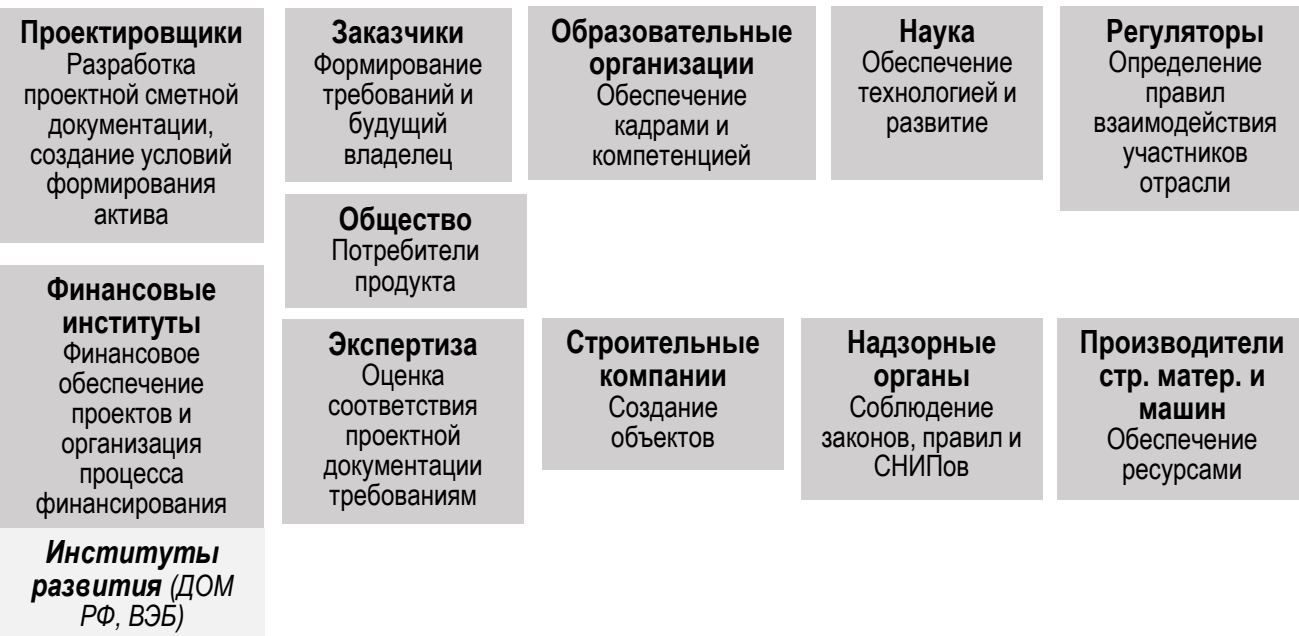 Проектировщики
Разработка
проектной сметной
документации,
создание условий
формирования
актива
Заказчики
Формирование
требований и
будущий
владелец
Образовательные
организации
Обеспечение
кадрами и
компетенцией
Наука
Обеспечение
технологией и
развитие
Регуляторы
Определение
правил
взаимодействия
участников
отрасли
Общество
Потребители
продукта
Финансовые
институты
Финансовое
обеспечение
проектов и
организация
процесса
финансирования
Экспертиза
Оценка
соответствия
проектной
документации
требованиям
Строительные
компании
Создание
объектов
Надзорные
органы
Соблюдение
законов, правил и
СНИПов
Производители
стр. матер. и
машин
Обеспечение
ресурсами
Институты
развития (ДОМ
РФ, ВЭБ)